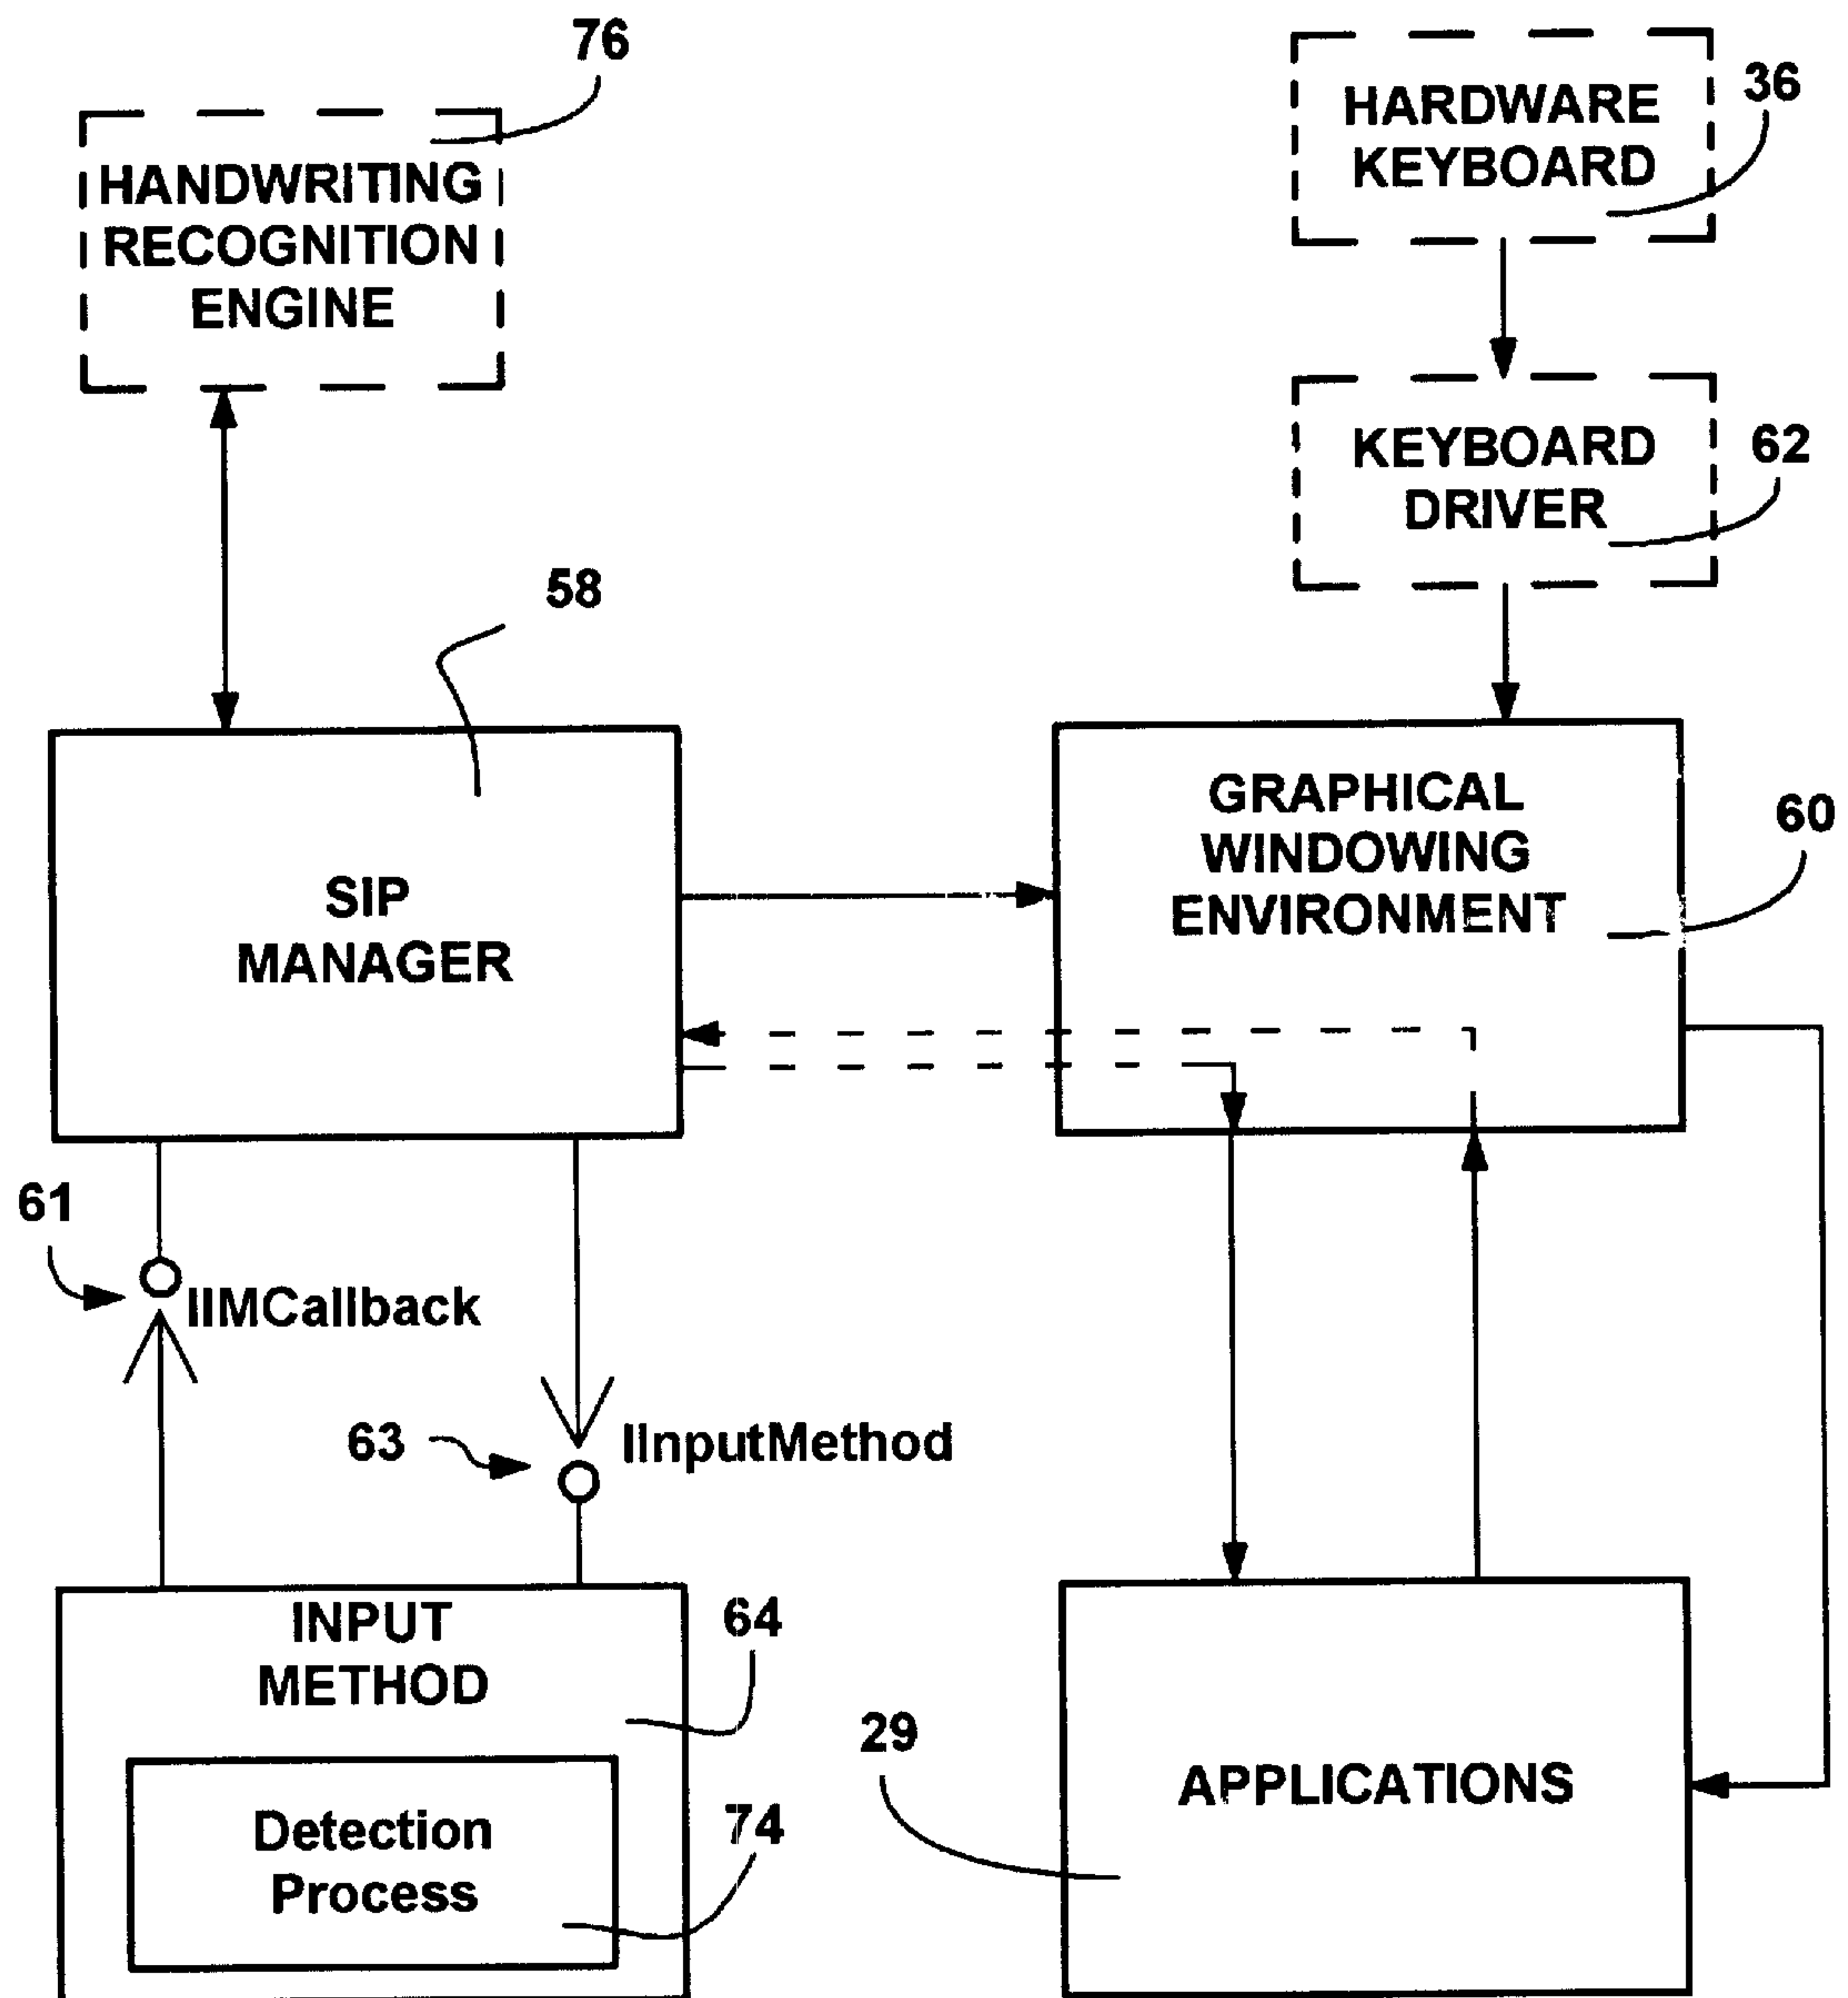 76
HANDWRITING
RECOGNITION
ENGINE
HARDWARE
KEYBOARD
36
KEYBOARD
DRIVER
62
58
SIP
MANAGER
GRAPHICAL
WINDOWING
ENVIRONMENT
60
61
IIMCallback
63
IInputMethod
INPUT
METHOD
64
Detection
Process
74
29
APPLICATIONS